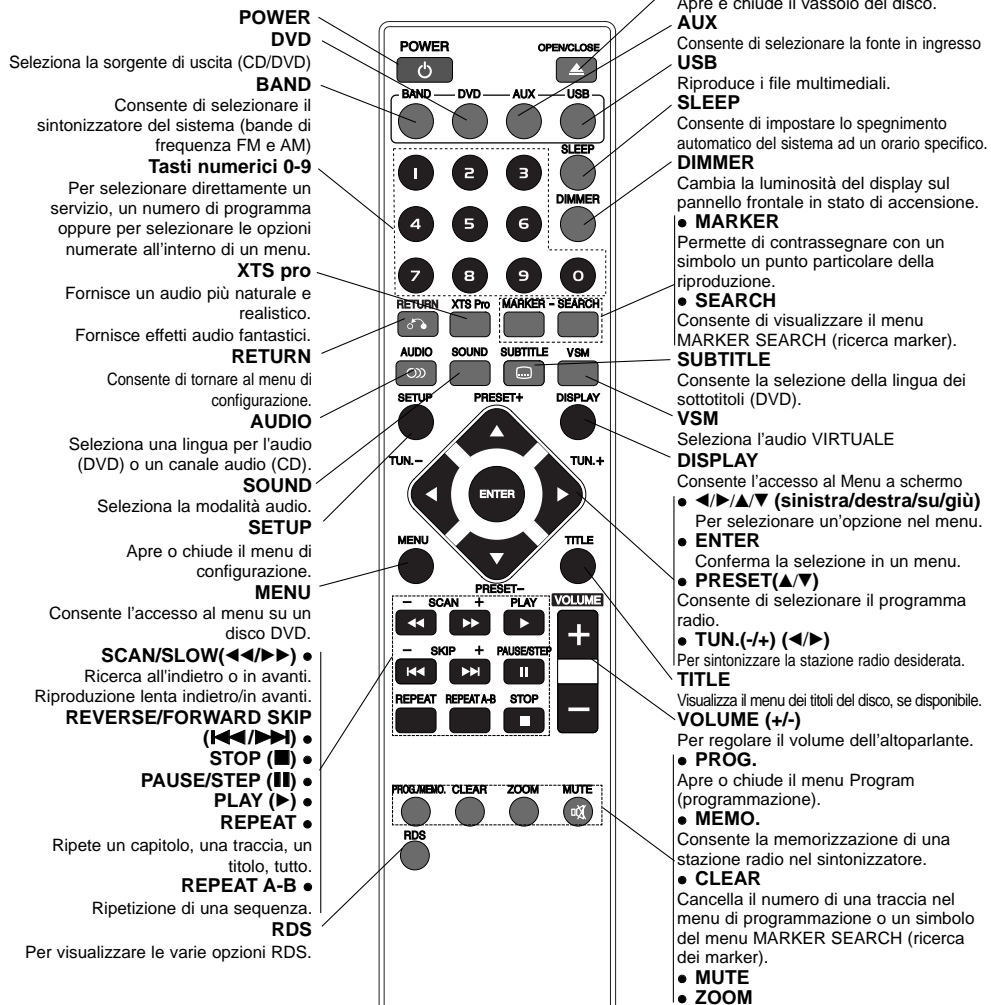 POWER
DVD
Seleziona la sorgente di uscita (CD/DVD)
BAND
Consente di selezionare il
sintonizzatore del sistema (bande di
frequenza FM e AM)
Tasti numerici 0-9
Per selezionare direttamente un
servizio, un numero di programma
oppure per selezionare le opzioni
numerate all'interno di un menu.
XTS pro
Fornisce un audio più naturale e
realistico.
Fornisce effetti audio fantastici.
RETURN
Consente di tornare al menu di
configurazione.
AUDIO
Seleziona una lingua per l'audio
(DVD) o un canale audio (CD).
SOUND
Seleziona la modalità audio.
SETUP
Apre o chiude il menu di
configurazione.
MENU
Consente l'accesso al menu su un
disco DVD.
SCAN/SLOW(◀◀/▶▶) ●
Ricerca all'indietro o in avanti.
Riproduzione lenta indietro/in avanti.
REVERSE/FORWARD SKIP
(|◀◀/▶▶|) ●
STOP (■) ●
PAUSE/STEP (❚❚) ●
PLAY (▶) ●
REPEAT ●
Ripete un capitolo, una traccia, un
titolo, tutto.
REPEAT A-B ●
Ripetizione di una sequenza.
RDS
Per visualizzare le varie opzioni RDS.
POWER OPEN/CLOSE
BAND DVD AUX USB
SLEEP
1 2 3
DIMMER
4 5 6
7 8 9 0
RETURN XTS Pro MARKER - SEARCH
AUDIO SOUND SUBTITLE VSM
SETUP PRESET+ DISPLAY
TUN.- TUN.+
ENTER
MENU TITLE
PRESET-
- SCAN + PLAY VOLUME
+
- SKIP + PAUSE/STEP
REPEAT REPEAT A-B STOP
-
PROG./MEMO. CLEAR ZOOM MUTE
RDS
Apre e chiude il vassoio del disco.
AUX
Consente di selezionare la fonte in ingresso
USB
Riproduce i file multimediali.
SLEEP
Consente di impostare lo spegnimento
automatico del sistema ad un orario specifico.
DIMMER
Cambia la luminosità del display sul
pannello frontale in stato di accensione.
● MARKER
Permette di contrassegnare con un
simbolo un punto particolare della
riproduzione.
● SEARCH
Consente di visualizzare il menu
MARKER SEARCH (ricerca marker).
SUBTITLE
Consente la selezione della lingua dei
sottotitoli (DVD).
VSM
Seleziona l'audio VIRTUALE
DISPLAY
Consente l'accesso al Menu a schermo
● ◀/▶/▲/▼ (sinistra/destra/su/giù)
Per selezionare un'opzione nel menu.
● ENTER
Conferma la selezione in un menu.
● PRESET(▲/▼)
Consente di selezionare il programma
radio.
● TUN.(-/+) (◀/▶)
Per sintonizzare la stazione radio desiderata.
TITLE
Visualizza il menu dei titoli del disco, se disponibile.
VOLUME (+/-)
Per regolare il volume dell'altoparlante.
● PROG.
Apre o chiude il menu Program
(programmazione).
● MEMO.
Consente la memorizzazione di una
stazione radio nel sintonizzatore.
● CLEAR
Cancella il numero di una traccia nel
menu di programmazione o un simbolo
del menu MARKER SEARCH (ricerca
dei marker).
● MUTE
● ZOOM